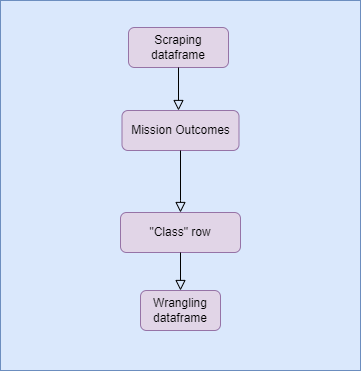 Scraping
dataframe
Mission Outcomes
"Class" row
Wrangling
dataframe